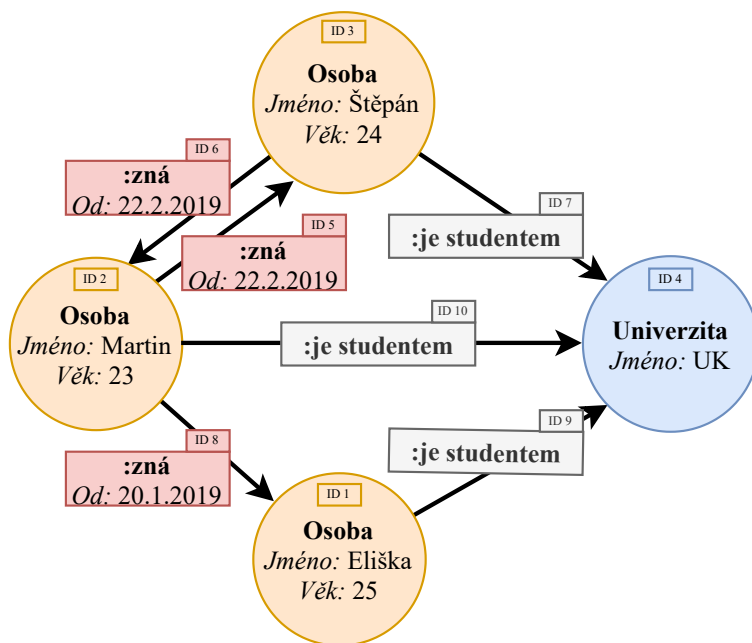 ID 3
Osoba
Jméno: Štěpán
Věk: 24
ID 6
:zná
Od: 22.2.2019
ID 5
:zná
Od: 22.2.2019
ID 7
:je studentem
ID 2
Osoba
Jméno: Martin
Věk: 23
ID 10
:je studentem
ID 4
Univerzita
Jméno: UK
ID 8
:zná
Od: 20.1.2019
ID 9
:je studentem
ID 1
Osoba
Jméno: Eliška
Věk: 25